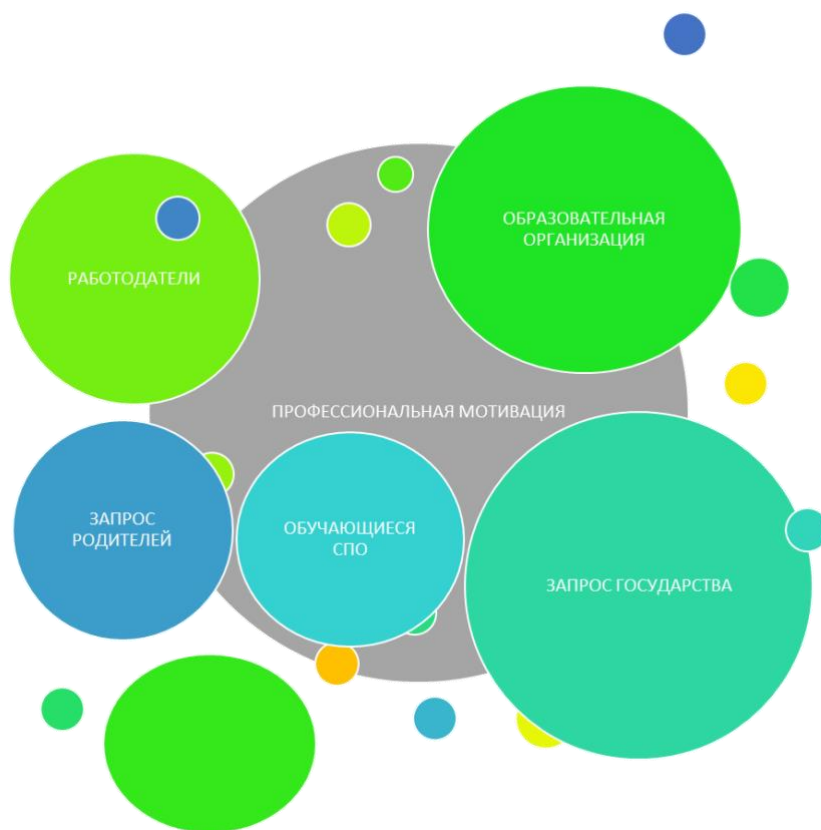 ОБРАЗОВАТЕЛЬНАЯ
ОРГАНИЗАЦИЯ
РАБОТОДАТЕЛИ
ПРОФЕССИОНАЛЬНАЯ МОТИВАЦИЯ
ЗАПРОС
РОДИТЕЛЕЙ
ОБУЧАЮЩИЕСЯ
СПО
ЗАПРОС ГОСУДАРСТВА